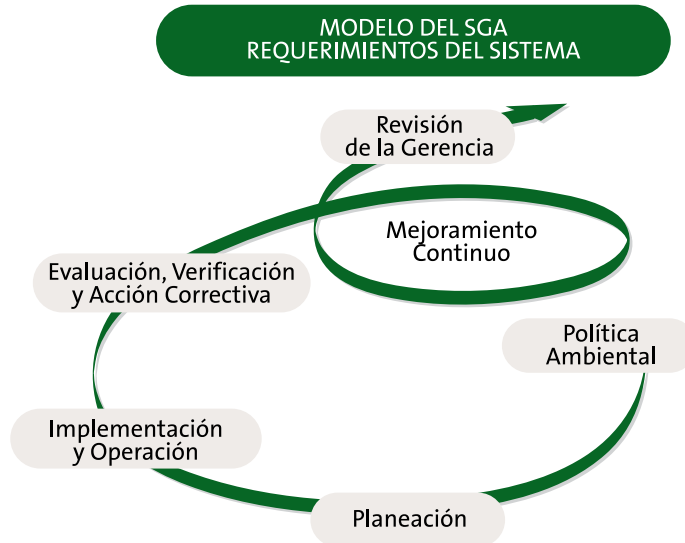 MODELO DEL SGA
REQUERIMIENTOS DEL SISTEMA
Revisión
de la Gerencia
Mejoramiento
Continuo
Evaluación, Verificación
y Acción Correctiva
Política
Ambiental
Implementación
y Operación
Planeación